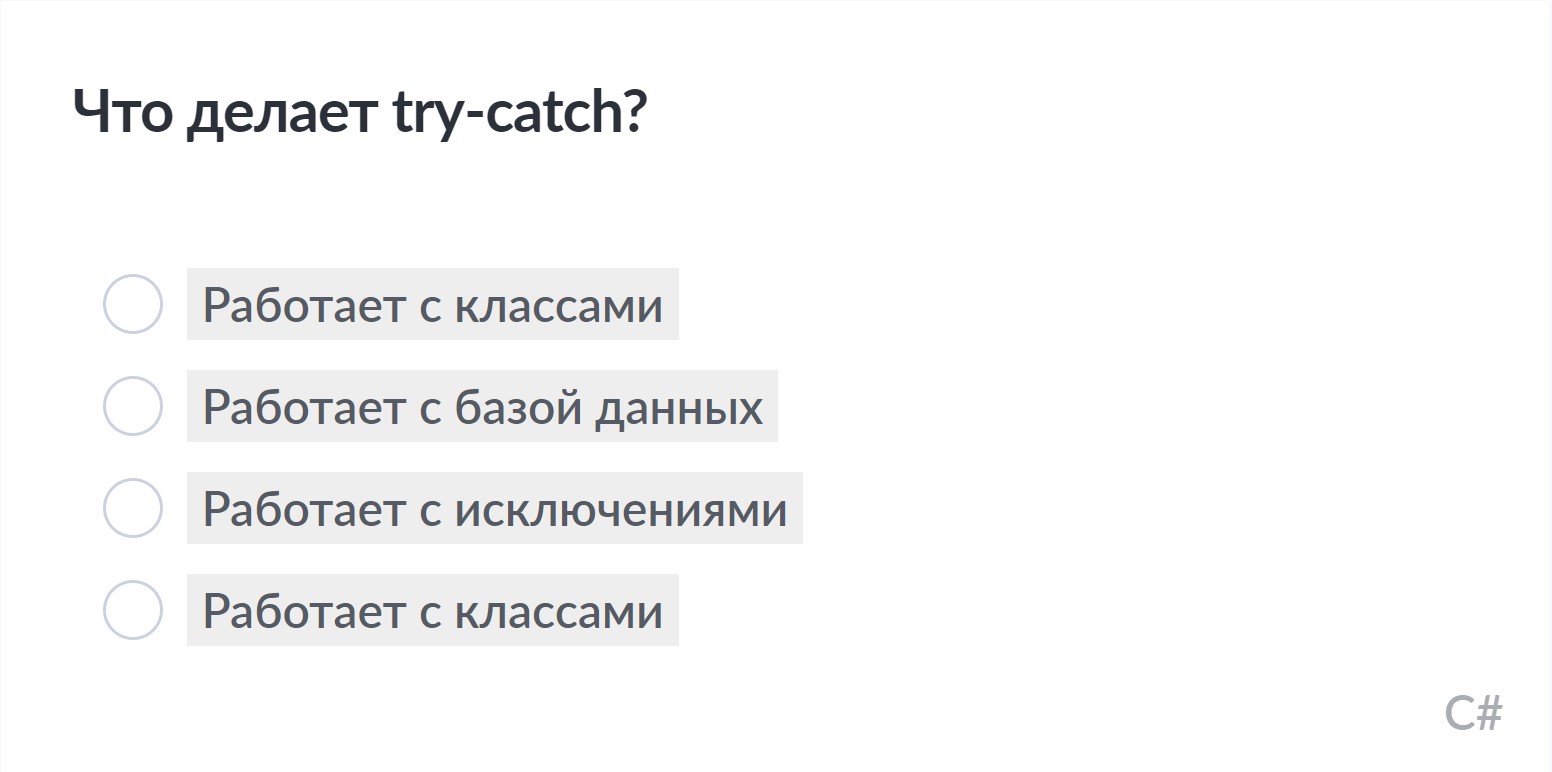 Что делает try-catch?
Работает с классами
Работает с базой данных
Работает с исключениями
Работает с классами
C#